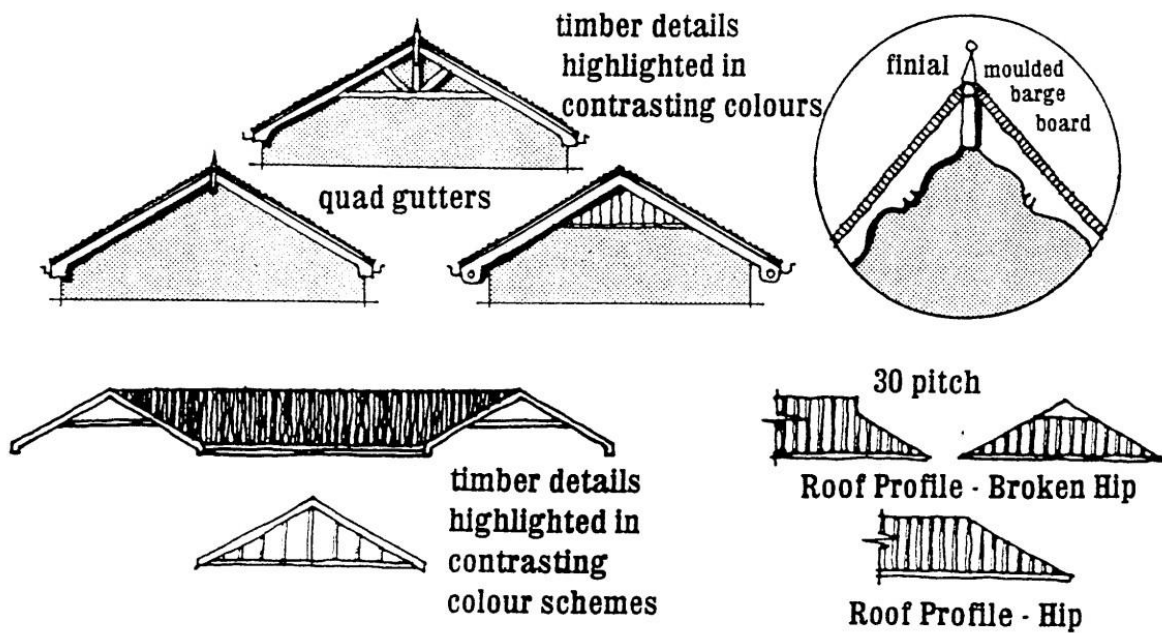 timber details
highlighted in
contrasting colours
finial
moulded
barge
board
quad gutters
30 pitch
Roof Profile - Broken Hip
timber details
highlighted in
contrasting
colour schemes
Roof Profile - Hip